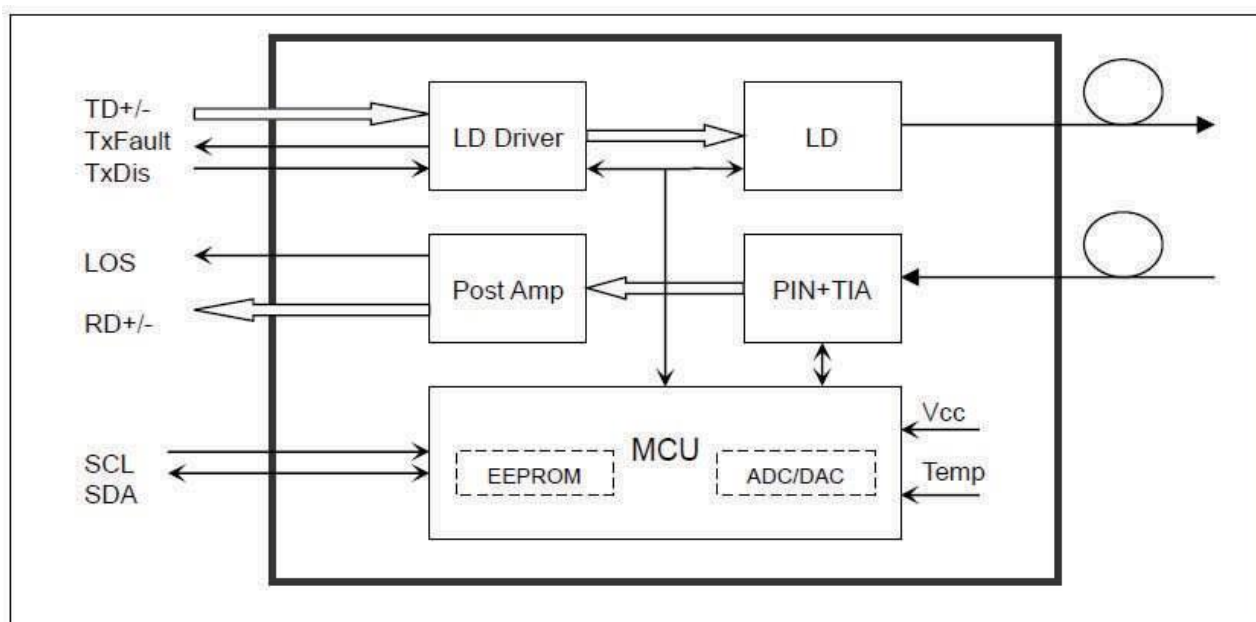 TD+/-
TxFault
TxDis
LD Driver
LD
LOS
RD+/-
Post Amp
PIN+TIA
SCL
SDA
MCU
EEPROM
ADC/DAC
Vcc
Temp